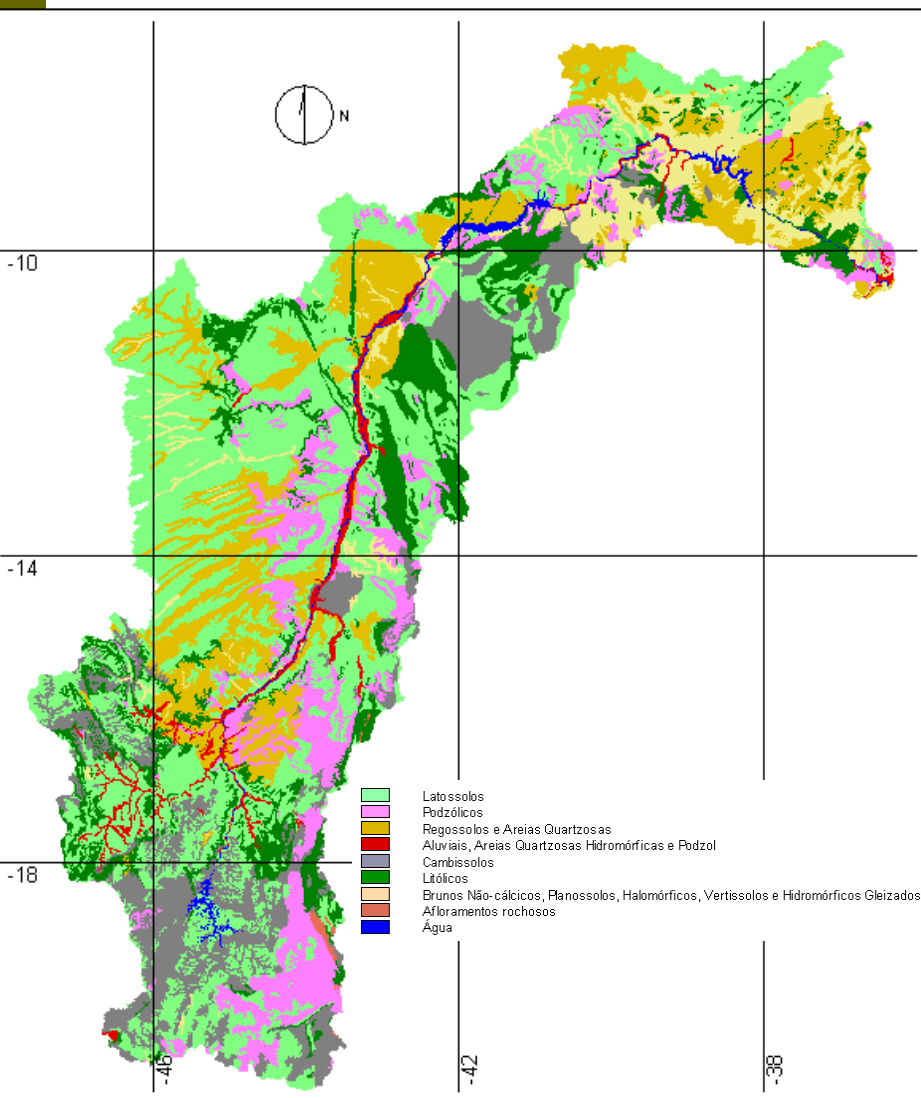 N
-10
-14
-18
Latossolos
Podzólicos
Regossolos e Areias Quartzosas
Aluviais, Areias Quartzosas Hidromórficas e Podzol
Cambissolos
Litólicos
Brunos Não-cálcicos, Planossolos, Halomórficos, Vertissolos e Hidromórficos Gleizados
Afloramentos rochosos
Água
-46
-42
-38